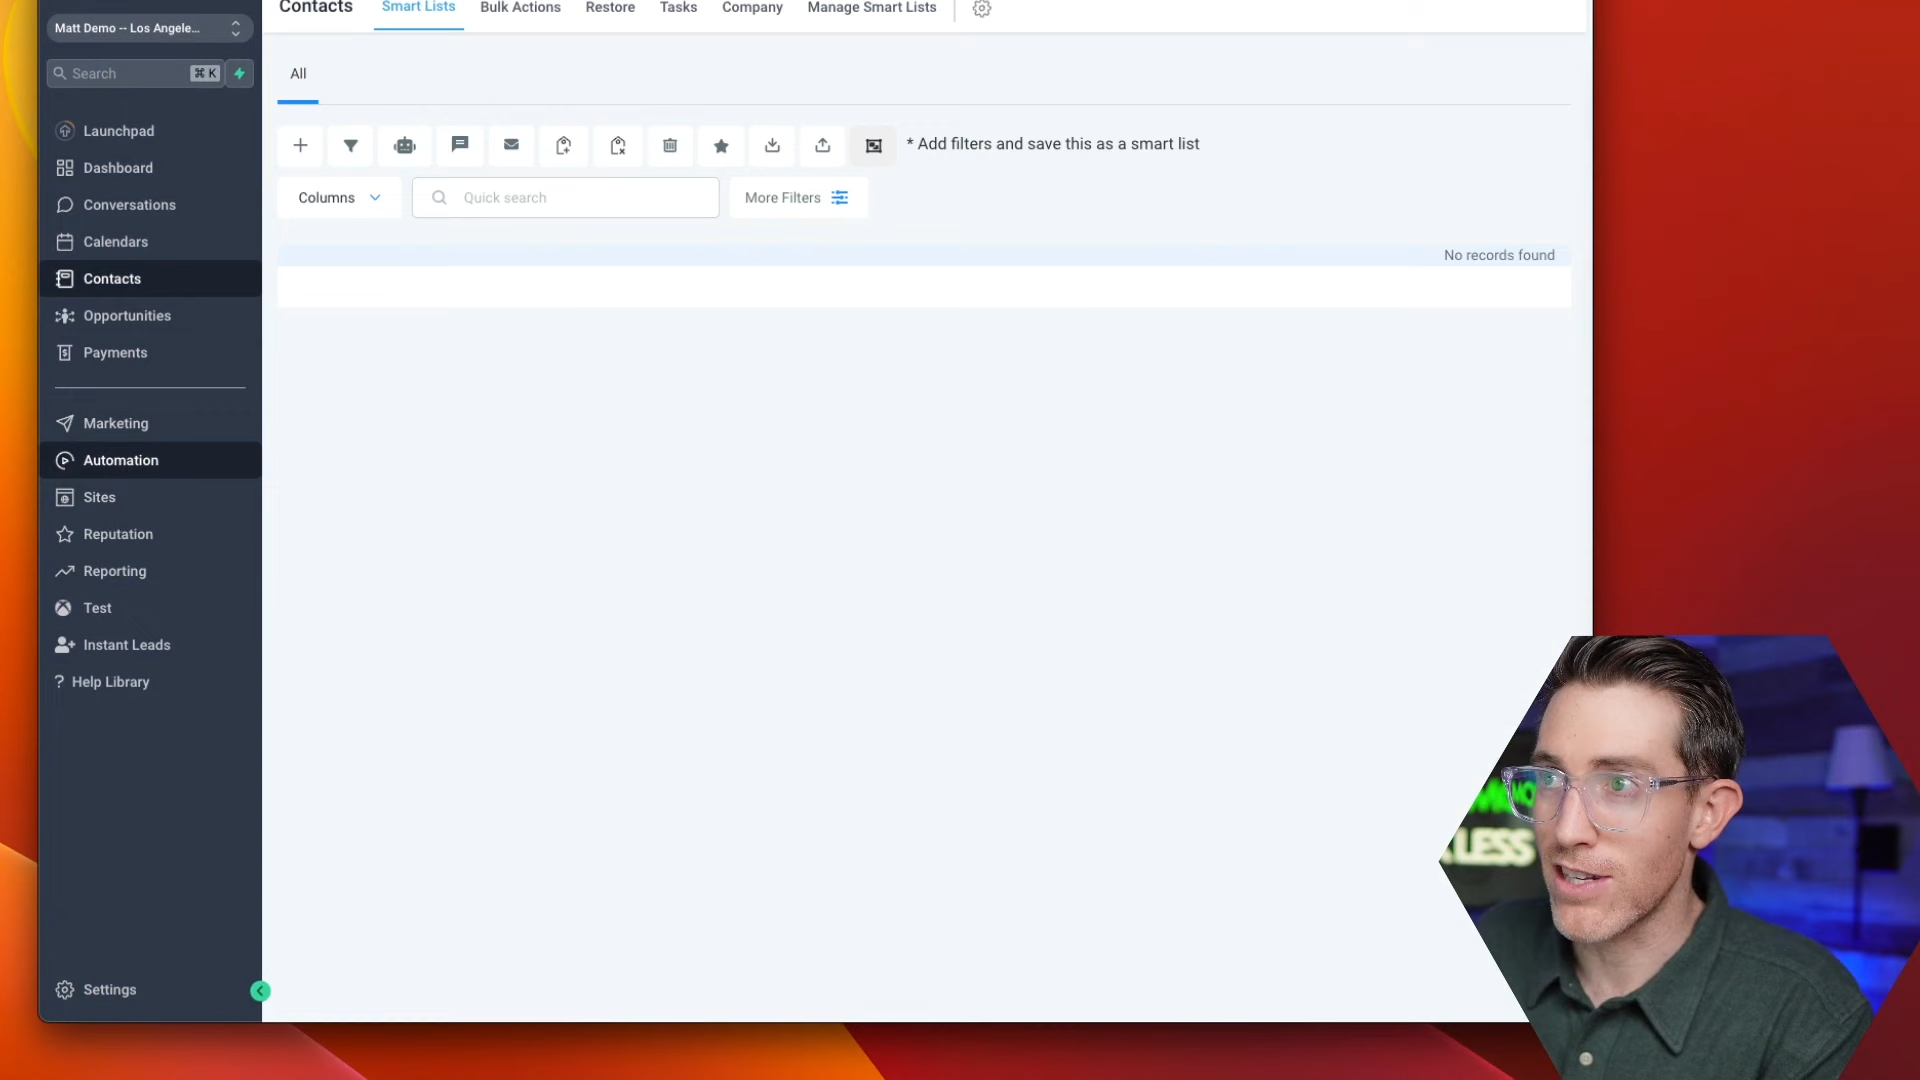 Contacts
Smart Lists
Bulk Actions
Restore
Tasks
Company
Manage Smart Lists
Matt Demo -- Los Angele...
Search
⌘ K
All
* Add filters and save this as a smart list
Columns
Quick search
More Filters
No records found
Launchpad
Dashboard
Conversations
Calendars
Contacts
Opportunities
Payments
Marketing
Automation
Sites
Reputation
Reporting
Test
Instant Leads
? Help Library
Settings
LESS